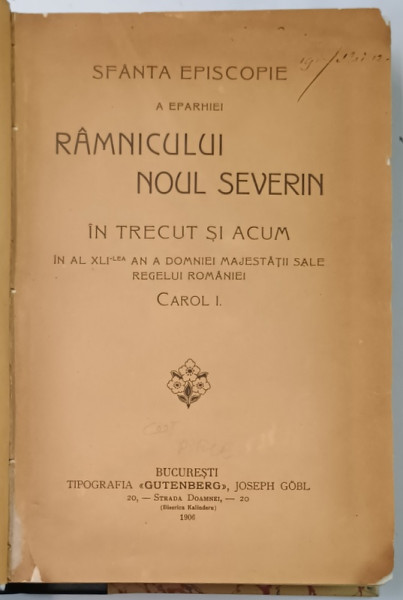 SFÂNTA EPISCOPIE
A EPARHIEI
RÂMNICULUI
NOUL SEVERIN
ÎN TRECUT ȘI ACUM
ÎN AL XLI-LEA AN A DOMNIEI MAJESTĂȚII SALE
REGELUI ROMÂNIEI
CAROL I.
BUCUREȘTI
TIPOGRAFIA «GUTENBERG», JOSEPH GÖBL
20, — STRADA DOAMNEI, — 20
(Biserica Kalinderu)
1906